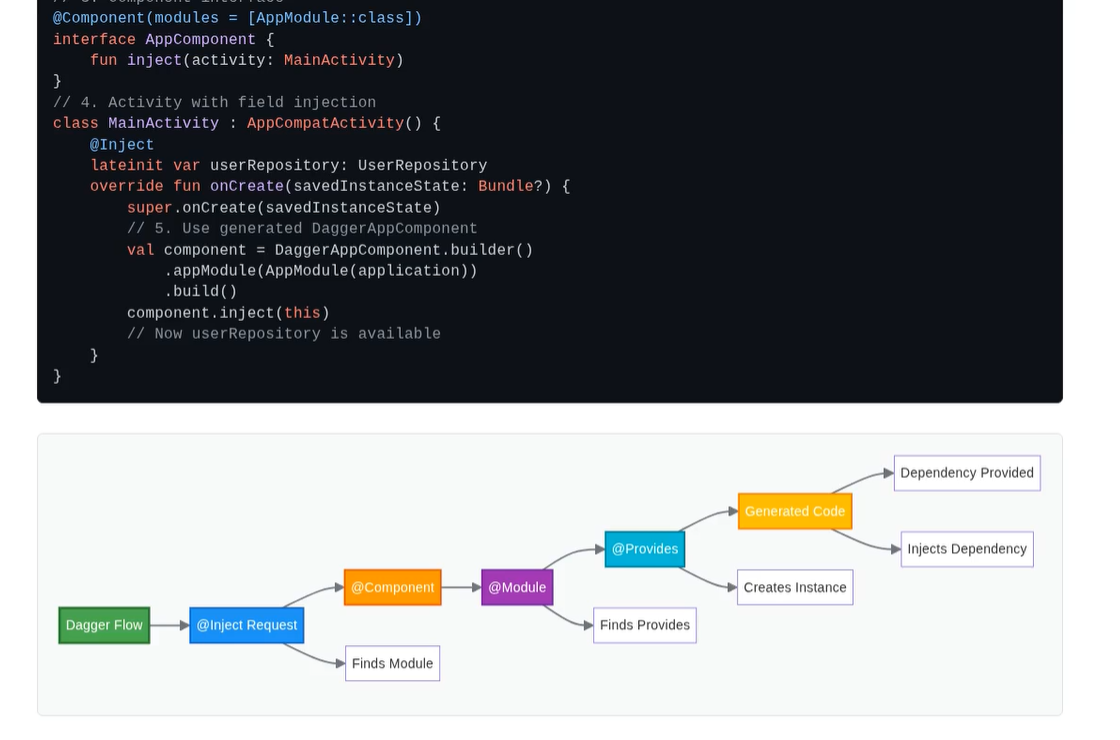 // 3. Component interface
@Component(modules = [AppModule::class])
interface AppComponent {
    fun inject(activity: MainActivity)
}
// 4. Activity with field injection
class MainActivity : AppCompatActivity() {
    @Inject
    lateinit var userRepository: UserRepository
    override fun onCreate(savedInstanceState: Bundle?) {
        super.onCreate(savedInstanceState)
        // 5. Use generated DaggerAppComponent
        val component = DaggerAppComponent.builder()
            .appModule(AppModule(application))
            .build()
        component.inject(this)
        // Now userRepository is available
    }
}
Dependency Provided
Generated Code
@Provides
Injects Dependency
@Component
@Module
Creates Instance
Dagger Flow
@Inject Request
Finds Provides
Finds Module